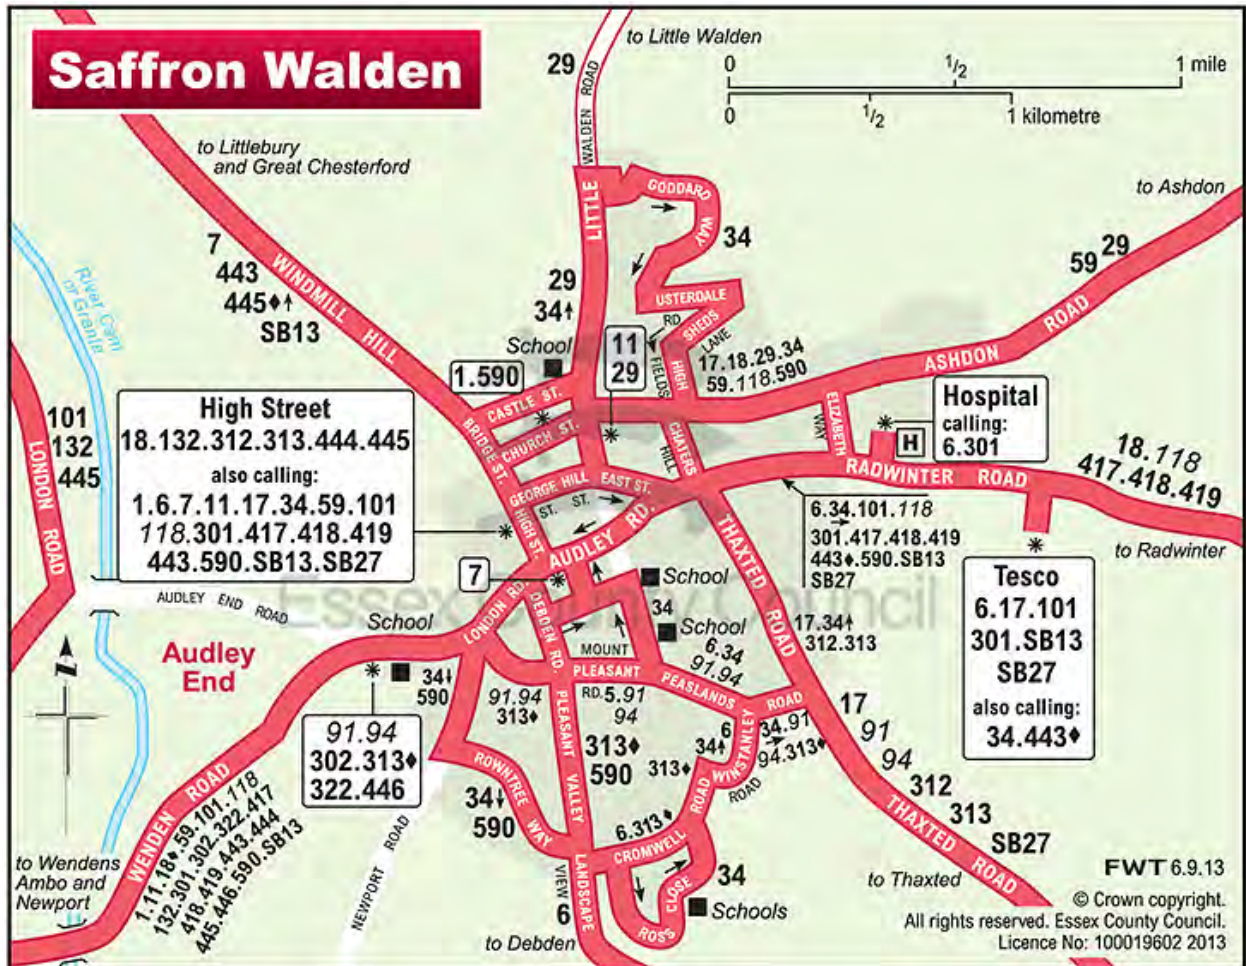 Saffron Walden
to Little Walden
29
WALDEN ROAD
0 1/2 1 mile
0 1/2 1 kilometre
to Littlebury
and Great Chesterford
to Ashdon
LITTLE
GODDARD
WAY
34
7
443
445♦↑
SB13
WINDMILL HILL
River Cam
or Granta
29
34↑
USTERDALE
RD
SHEDS
LANE
FIELDS
HIGH
59 29
ASHDON ROAD
School
1.590
11
29
17.18.29.34
59.118.590
CASTLE ST.
CHURCH ST.
BRIDGE ST.
CHATERS
HILL
ELIZABETH
WAY
Hospital
calling:
6.301
H
RADWINTER ROAD
18.118
417.418.419
to Radwinter
101
132
445
LONDON ROAD
High Street
18.132.312.313.444.445
also calling:
1.6.7.11.17.34.59.101
118.301.417.418.419
443.590.SB13.SB27
GEORGE HILL EAST ST.
ST. ST.
HIGH ST.
AUDLEY RD.
6.34.101.118
301.417.418.419
443♦.590.SB13
SB27
THAXTED ROAD
Tesco
6.17.101
301.SB13
SB27
also calling:
34.443♦
7
Essex County Council
AUDLEY END ROAD
Audley
End
School
LONDON RD.
DEBDEN RD.
School
34
School
17.34↑
312.313
MOUNT
PLEASANT
RD.
6.34
91.94
PEASLANDS ROAD
34↓
590
91.94
313♦
5.91
94
91.94
302.313♦
322.446
PLEASANT VALLEY
313♦
590
6
34↑
313♦
34.91
94.313♦
WINSTANLEY
ROAD
17
91
94
312
313
SB27
THAXTED ROAD
ROWNTREE WAY
34↓
590
6.313♦
CROMWELL ROAD
WENDEN ROAD
1.11.18♦59.101.118
132.301.302.322.417
418.419.443.444
445.446.590.SB13
to Wendens
Ambo and
Newport
NEWPORT ROAD
LANDSCAPE
VIEW
6
to Debden
ROSS CLOSE
34
Schools
to Thaxted
FWT 6.9.13
© Crown copyright.
All rights reserved. Essex County Council.
Licence No: 100019602 2013